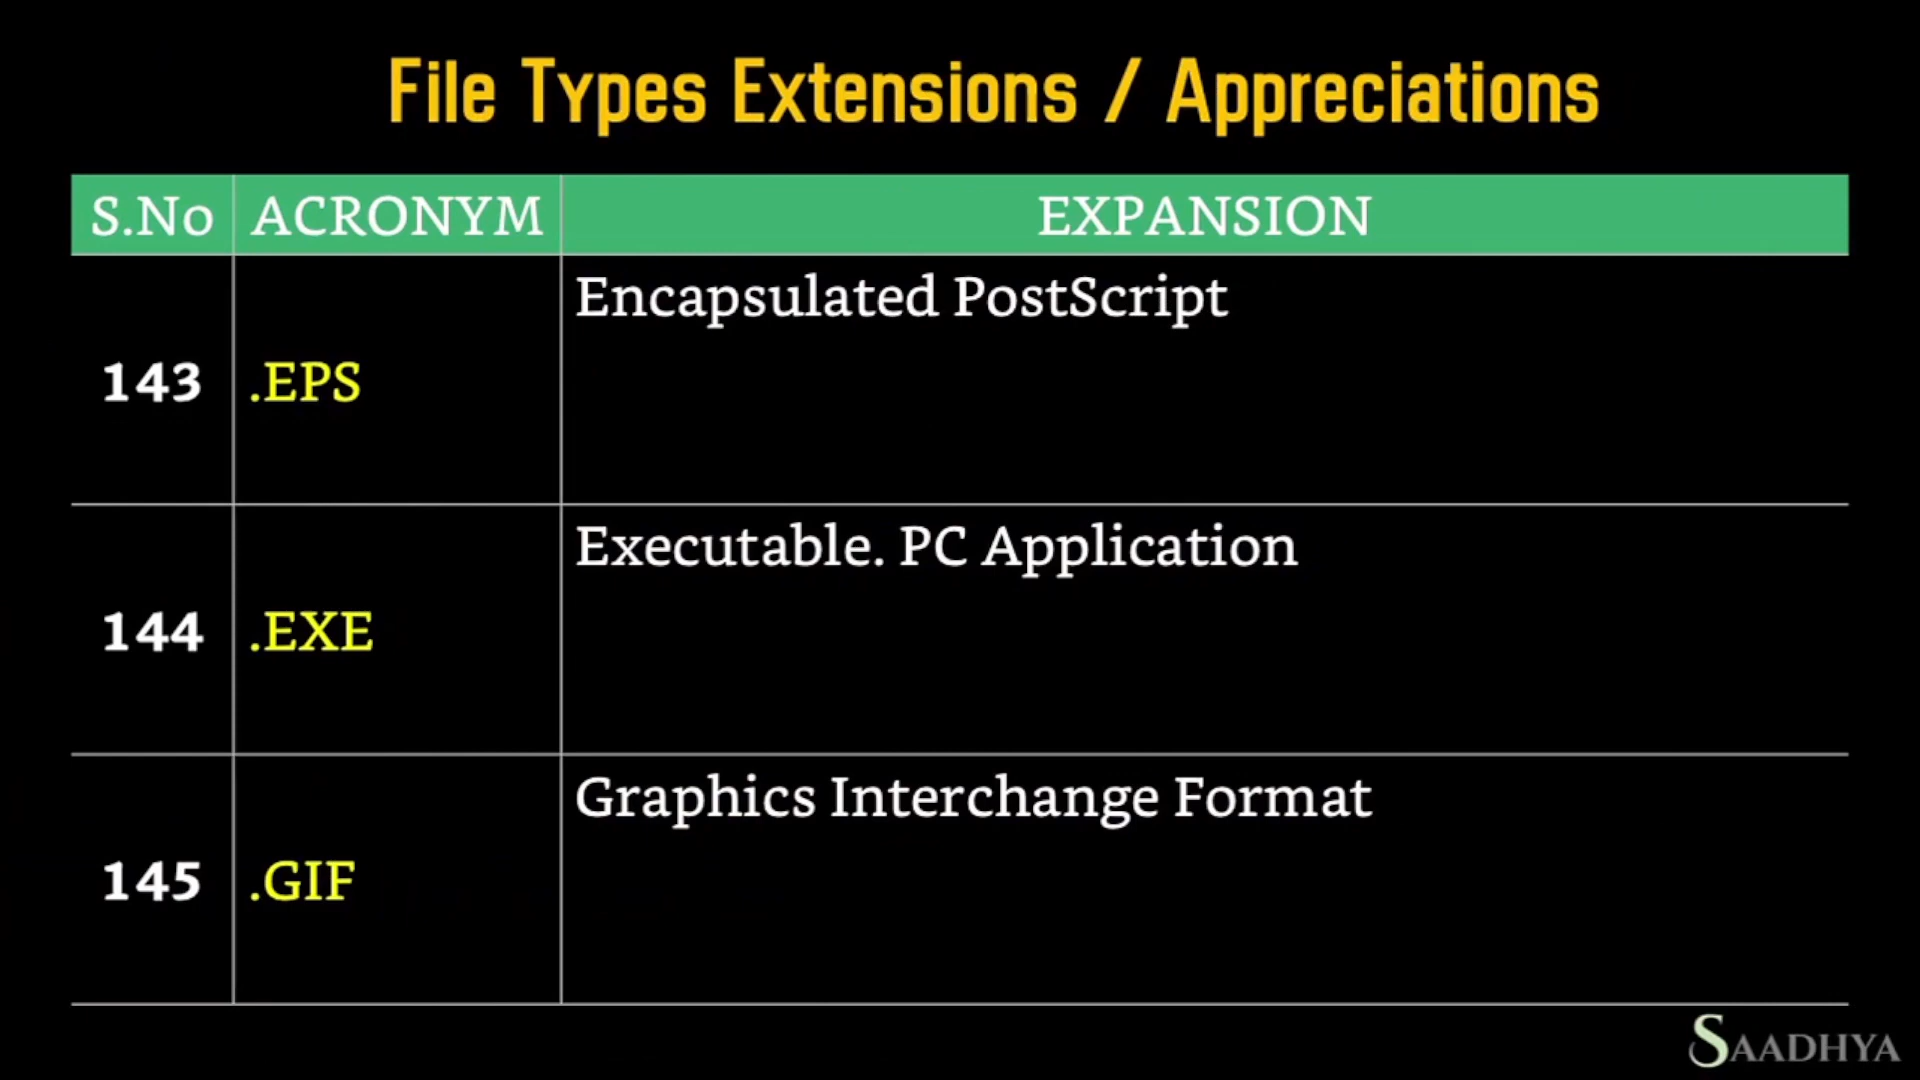 File Types Extensions / Appreciations
S.No ACRONYM EXPANSION
143 .EPS Encapsulated PostScript
144 .EXE Executable. PC Application
145 .GIF Graphics Interchange Format
SAADHYA